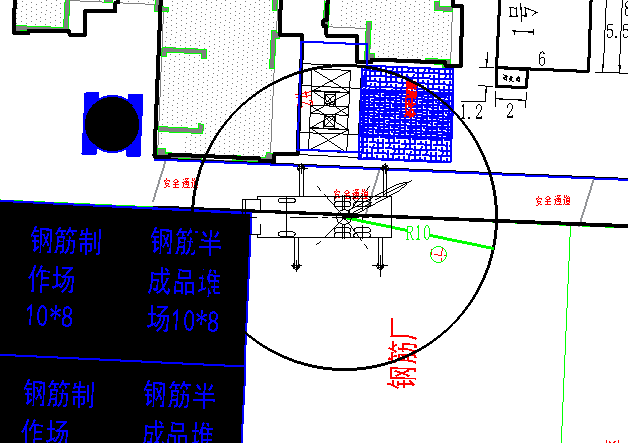 6
5.5
2
1.2
安全通道
安全通道
安全通道
R10
钢筋制
作场
10*8
钢筋半
成品堆
场10*8
钢筋厂
钢筋制
作场
钢筋半
成品堆